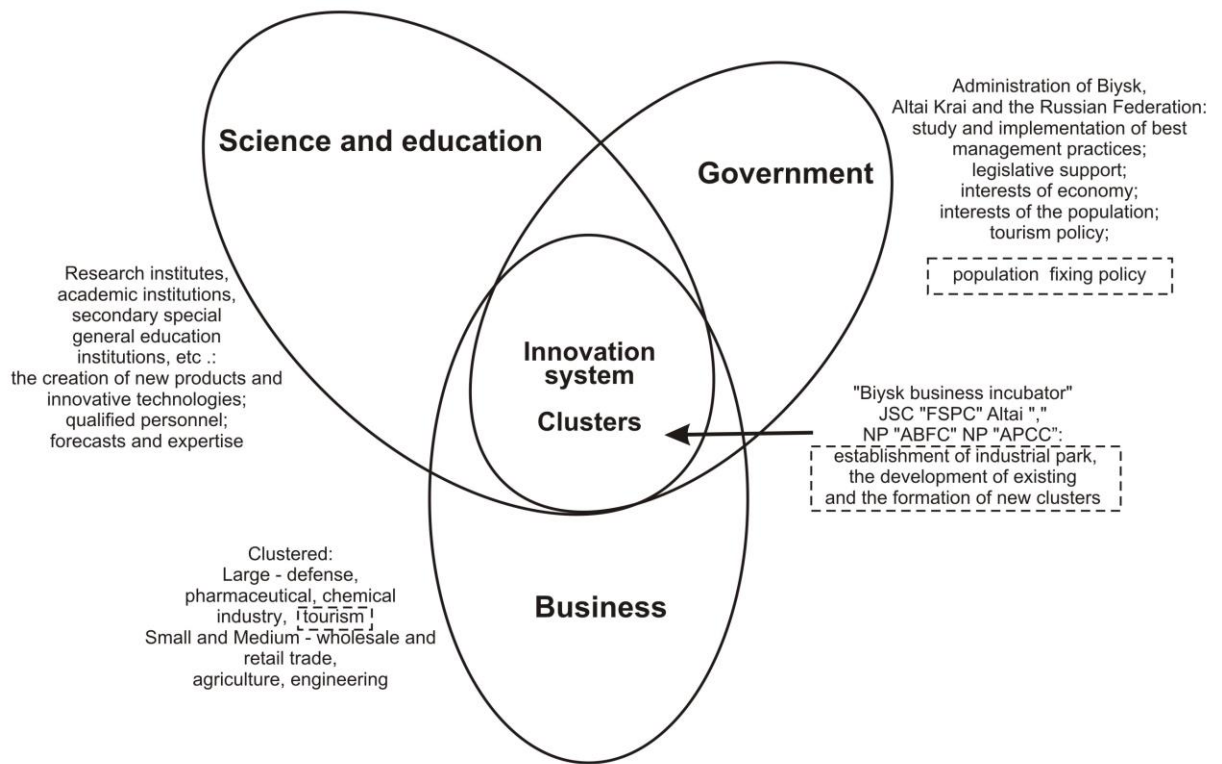 Science and education
Government
Administration of Biysk,
Altai Krai and the Russian Federation:
study and implementation of best
management practices;
legislative support;
interests of economy;
interests of the population;
tourism policy;
population fixing policy
Research institutes,
academic institutions,
secondary special
general education
institutions, etc .:
the creation of new products and
innovative technologies;
qualified personnel;
forecasts and expertise
Innovation
system
Clusters
"Biysk business incubator"
JSC "FSPC" Altai ","
NP "ABFC" NP "APCC":
establishment of industrial park,
the development of existing
and the formation of new clusters
Clustered:
Large - defense,
pharmaceutical, chemical
industry, tourism
Small and Medium - wholesale and
retail trade,
agriculture, engineering
Business